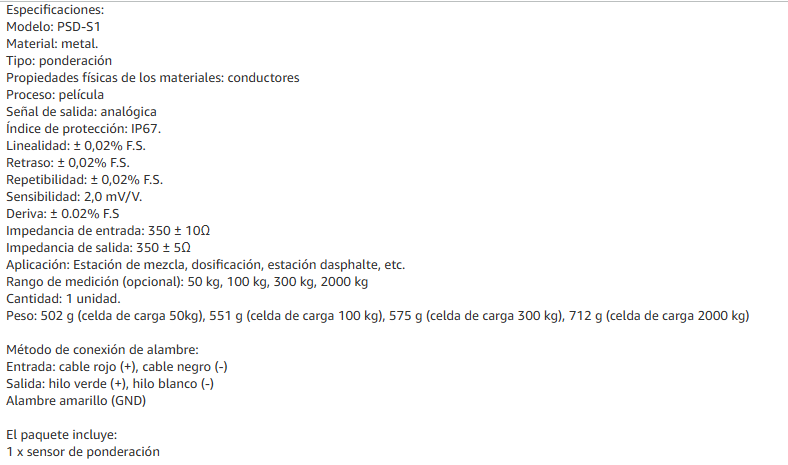 Especificaciones:
Modelo: PSD-S1
Material: metal.
Tipo: ponderación
Propiedades físicas de los materiales: conductores
Proceso: película
Señal de salida: analógica
Índice de protección: IP67.
Linealidad: ± 0,02% F.S.
Retraso: ± 0,02% F.S.
Repetibilidad: ± 0,02% F.S.
Sensibilidad: 2,0 mV/V.
Deriva: ± 0.02% F.S
Impedancia de entrada: 350 ± 10Ω
Impedancia de salida: 350 ± 5Ω
Aplicación: Estación de mezcla, dosificación, estación dasphalte, etc.
Rango de medición (opcional): 50 kg, 100 kg, 300 kg, 2000 kg
Cantidad: 1 unidad.
Peso: 502 g (celda de carga 50kg), 551 g (celda de carga 100 kg), 575 g (celda de carga 300 kg), 712 g (celda de carga 2000 kg)
Método de conexión de alambre:
Entrada: cable rojo (+), cable negro (-)
Salida: hilo verde (+), hilo blanco (-)
Alambre amarillo (GND)
El paquete incluye:
1 x sensor de ponderación